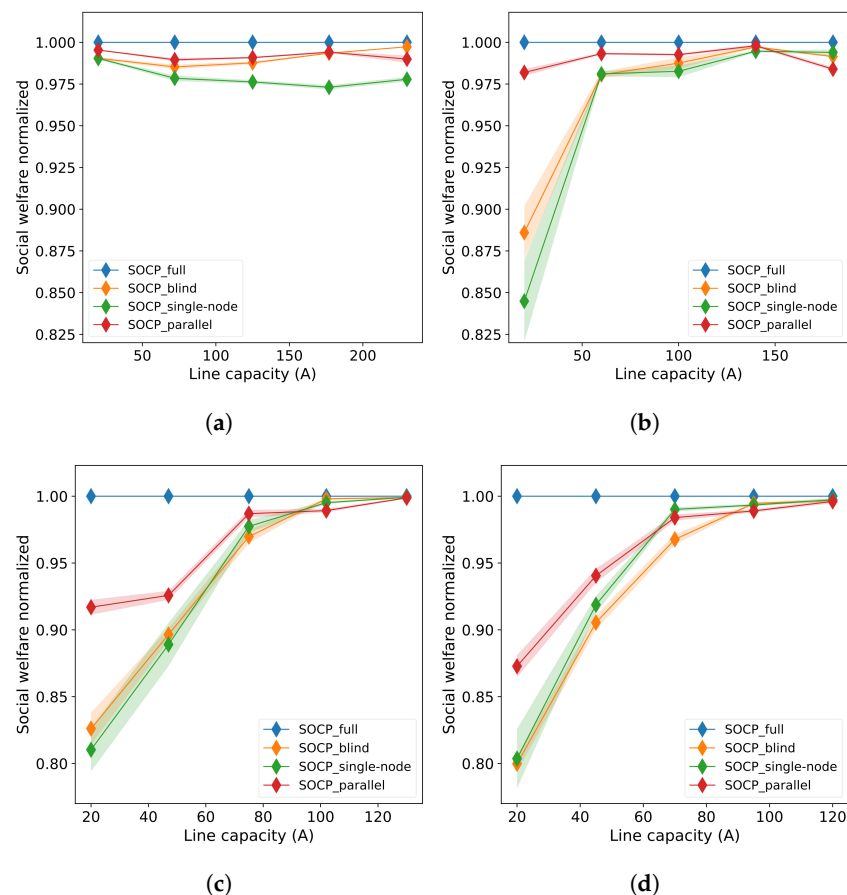 1.000
0.975
0.950
0.925
0.900
0.875
0.850
0.825
Social welfare normalized
SOCP_full
SOCP_blind
SOCP_single-node
SOCP_parallel
50 100 150 200
Line capacity (A)
(a)
1.000
0.975
0.950
0.925
0.900
0.875
0.850
0.825
Social welfare normalized
SOCP_full
SOCP_blind
SOCP_single-node
SOCP_parallel
50 100 150
Line capacity (A)
(b)
1.00
0.95
0.90
0.85
0.80
Social welfare normalized
SOCP_full
SOCP_blind
SOCP_single-node
SOCP_parallel
20 40 60 80 100 120
Line capacity (A)
(c)
1.00
0.95
0.90
0.85
0.80
Social welfare normalized
SOCP_full
SOCP_blind
SOCP_single-node
SOCP_parallel
20 40 60 80 100 120
Line capacity (A)
(d)